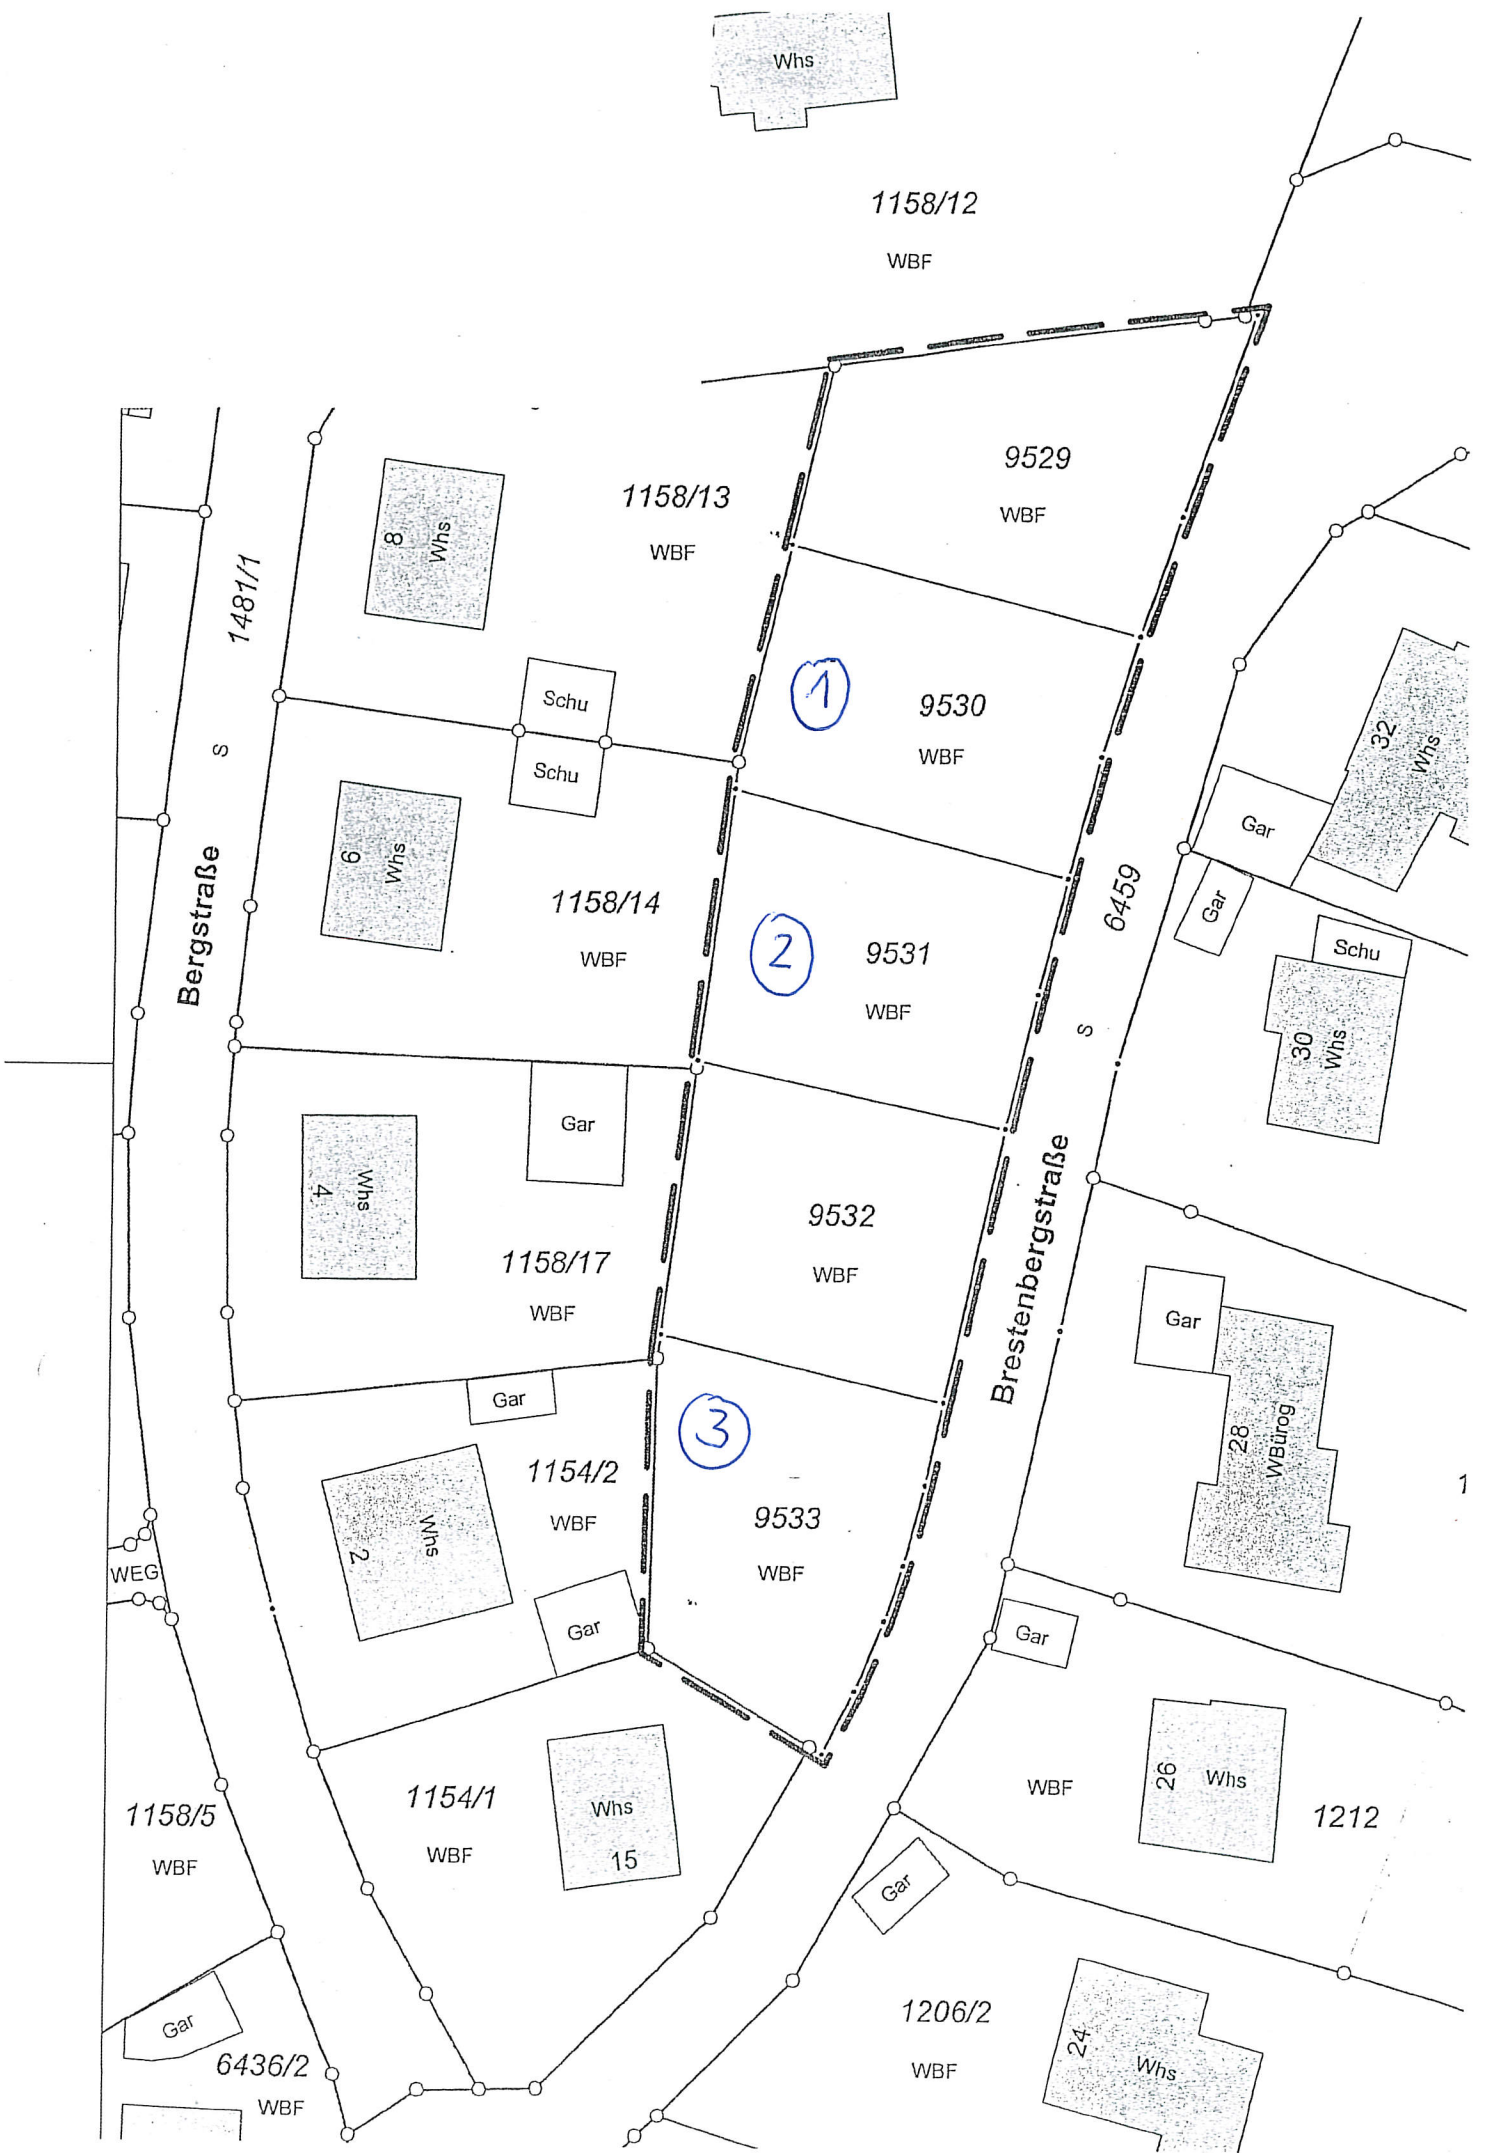 Whs
1158/12
WBF
9529
WBF
1158/13
WBF
8
Whs
1481/1
S
Schu
Schu
1
9530
WBF
32
Whs
Gar
Gar
6459
6
Whs
Bergstraße
1158/14
WBF
2
9531
WBF
Schu
30
Whs
S
Gar
4
Whs
9532
WBF
Brestenbergstraße
1158/17
WBF
Gar
Gar
28
WBürog
3
1154/2
WBF
2
Whs
9533
WBF
1
WEG
Gar
Gar
1154/1
WBF
Whs
15
WBF
26
Whs
1212
1158/5
WBF
Gar
1206/2
WBF
24
Whs
Gar
6436/2
WBF